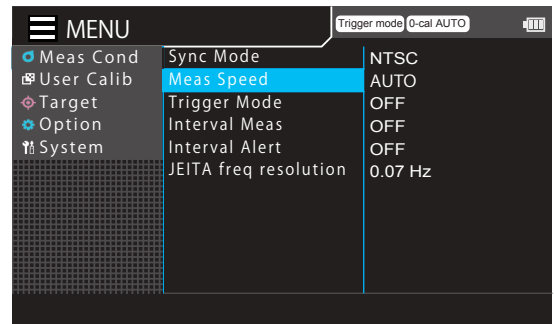 MENU
Trigger mode 0-cal AUTO
Meas Cond
User Calib
Target
Option
System
Sync Mode NTSC
Meas Speed AUTO
Trigger Mode OFF
Interval Meas OFF
Interval Alert OFF
JEITA freq resolution 0.07 Hz